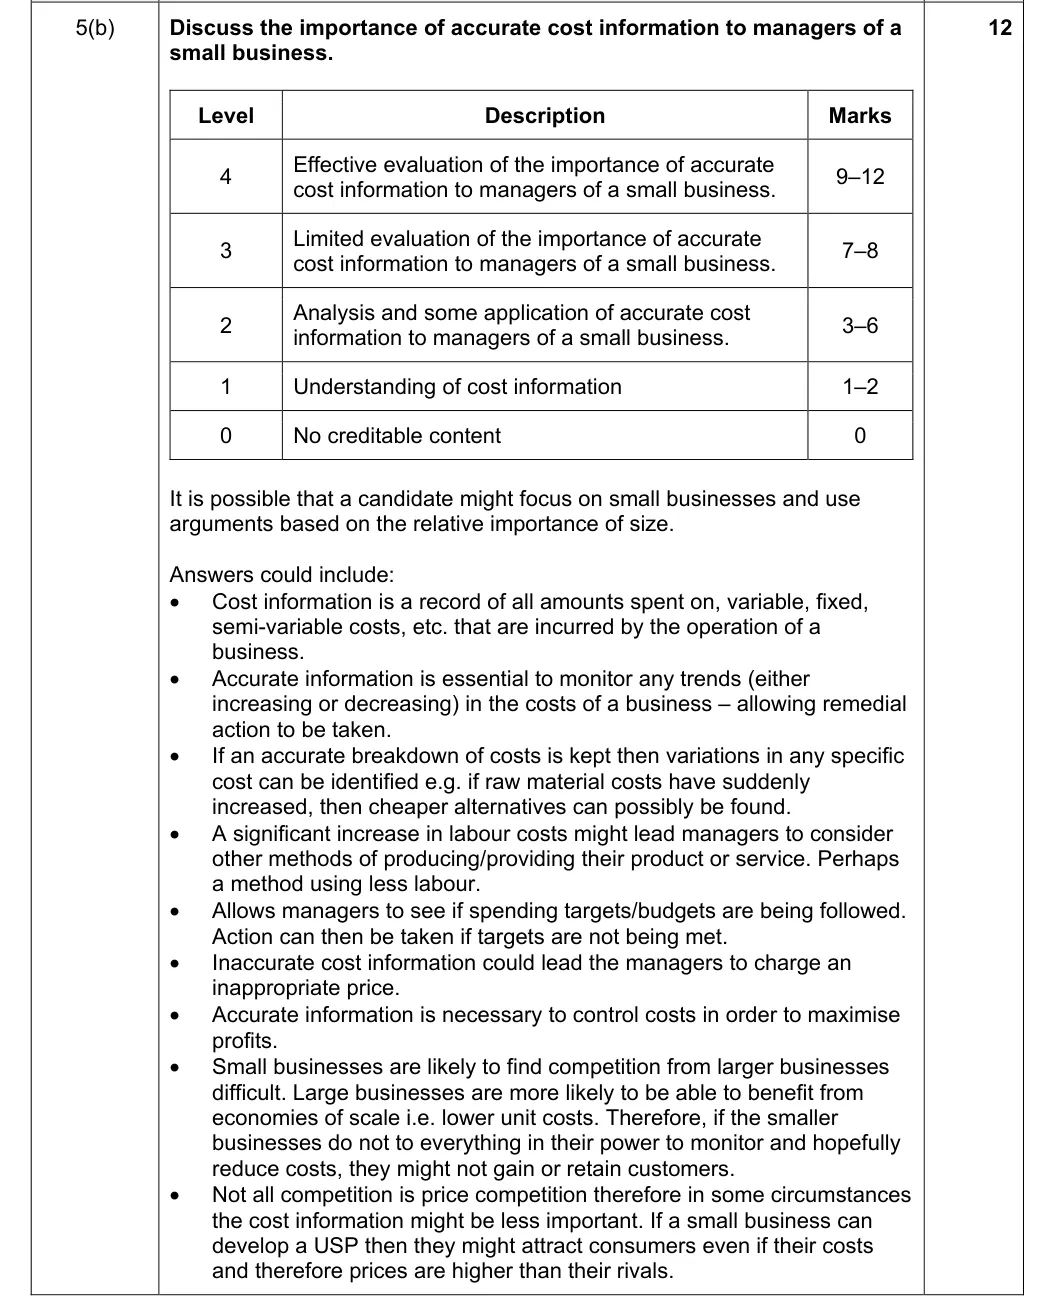 5(b)
Discuss the importance of accurate cost information to managers of a
small business.
12
Level
Description
Marks
4
Effective evaluation of the importance of accurate
cost information to managers of a small business.
9–12
3
Limited evaluation of the importance of accurate
cost information to managers of a small business.
7–8
2
Analysis and some application of accurate cost
information to managers of a small business.
3–6
1
Understanding of cost information
1–2
0
No creditable content
0
It is possible that a candidate might focus on small businesses and use
arguments based on the relative importance of size.
Answers could include:
• Cost information is a record of all amounts spent on, variable, fixed,
semi-variable costs, etc. that are incurred by the operation of a
business.
• Accurate information is essential to monitor any trends (either
increasing or decreasing) in the costs of a business – allowing remedial
action to be taken.
• If an accurate breakdown of costs is kept then variations in any specific
cost can be identified e.g. if raw material costs have suddenly
increased, then cheaper alternatives can possibly be found.
• A significant increase in labour costs might lead managers to consider
other methods of producing/providing their product or service. Perhaps
a method using less labour.
• Allows managers to see if spending targets/budgets are being followed.
Action can then be taken if targets are not being met.
• Inaccurate cost information could lead the managers to charge an
inappropriate price.
• Accurate information is necessary to control costs in order to maximise
profits.
• Small businesses are likely to find competition from larger businesses
difficult. Large businesses are more likely to be able to benefit from
economies of scale i.e. lower unit costs. Therefore, if the smaller
businesses do not to everything in their power to monitor and hopefully
reduce costs, they might not gain or retain customers.
• Not all competition is price competition therefore in some circumstances
the cost information might be less important. If a small business can
develop a USP then they might attract consumers even if their costs
and therefore prices are higher than their rivals.